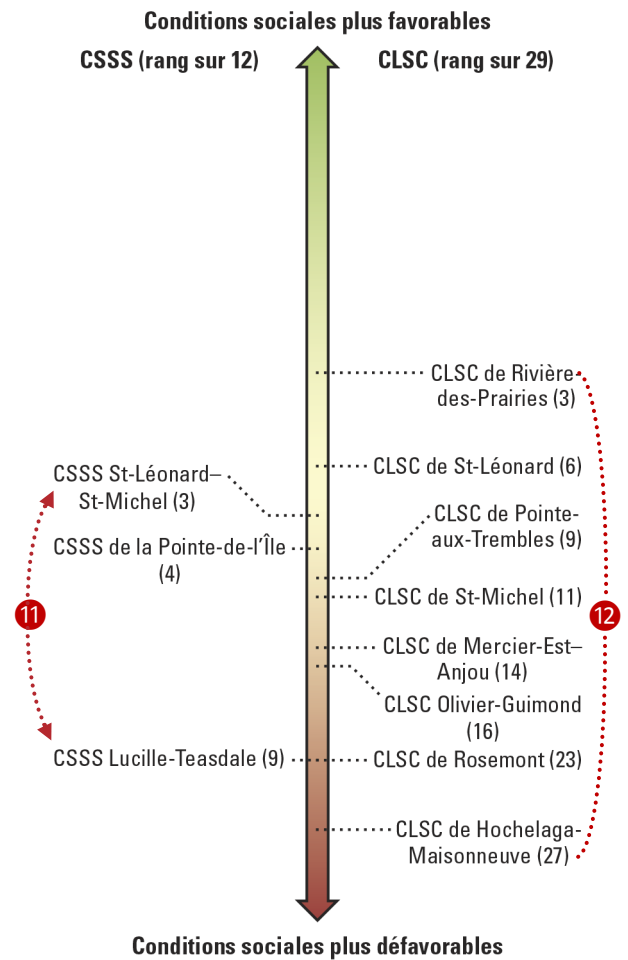 Conditions sociales plus favorables
CSSS (rang sur 12)
CLSC (rang sur 29)
CLSC de Rivière-
des-Prairies (3)
CLSC de St-Léonard (6)
CSSS St-Léonard–
St-Michel (3)
CLSC de Pointe-
aux-Trembles (9)
CSSS de la Pointe-de-l’Île
(4)
CLSC de St-Michel (11)
11
12
CLSC de Mercier-Est–
Anjou (14)
CLSC Olivier-Guimond
(16)
CSSS Lucille-Teasdale (9)
CLSC de Rosemont (23)
CLSC de Hochelaga-
Maisonneuve (27)
Conditions sociales plus défavorables